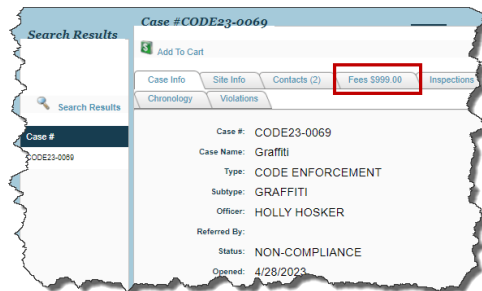 Search Results
Case #CODE23-0069
Add To Cart
Case Info Site Info Contacts (2) Fees $999.00 Inspections
Chronology Violations
Search Results
Case #
CODE23-0069
Case #: CODE23-0069
Case Name: Graffiti
Type: CODE ENFORCEMENT
Subtype: GRAFFITI
Officer: HOLLY HOSKER
Referred By:
Status: NON-COMPLIANCE
Opened: 4/28/2023